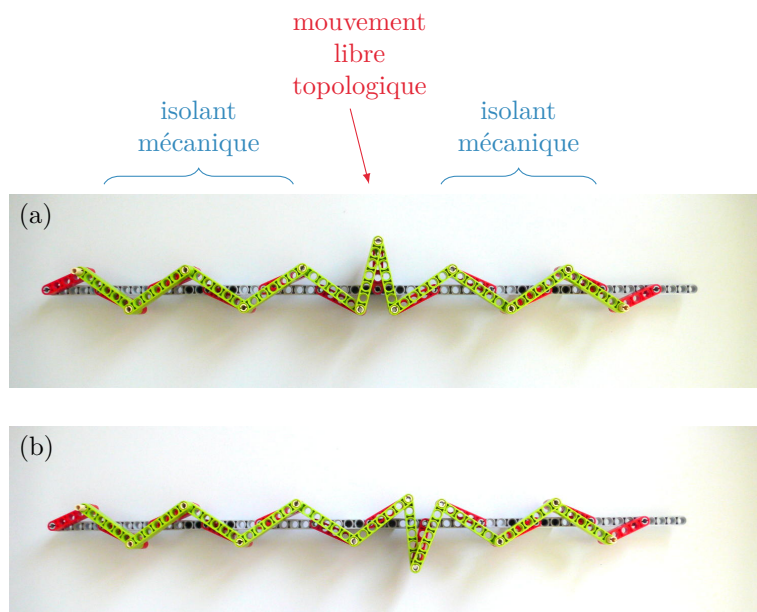 mouvement
libre
topologique
isolant
mécanique
isolant
mécanique
(a)
(b)